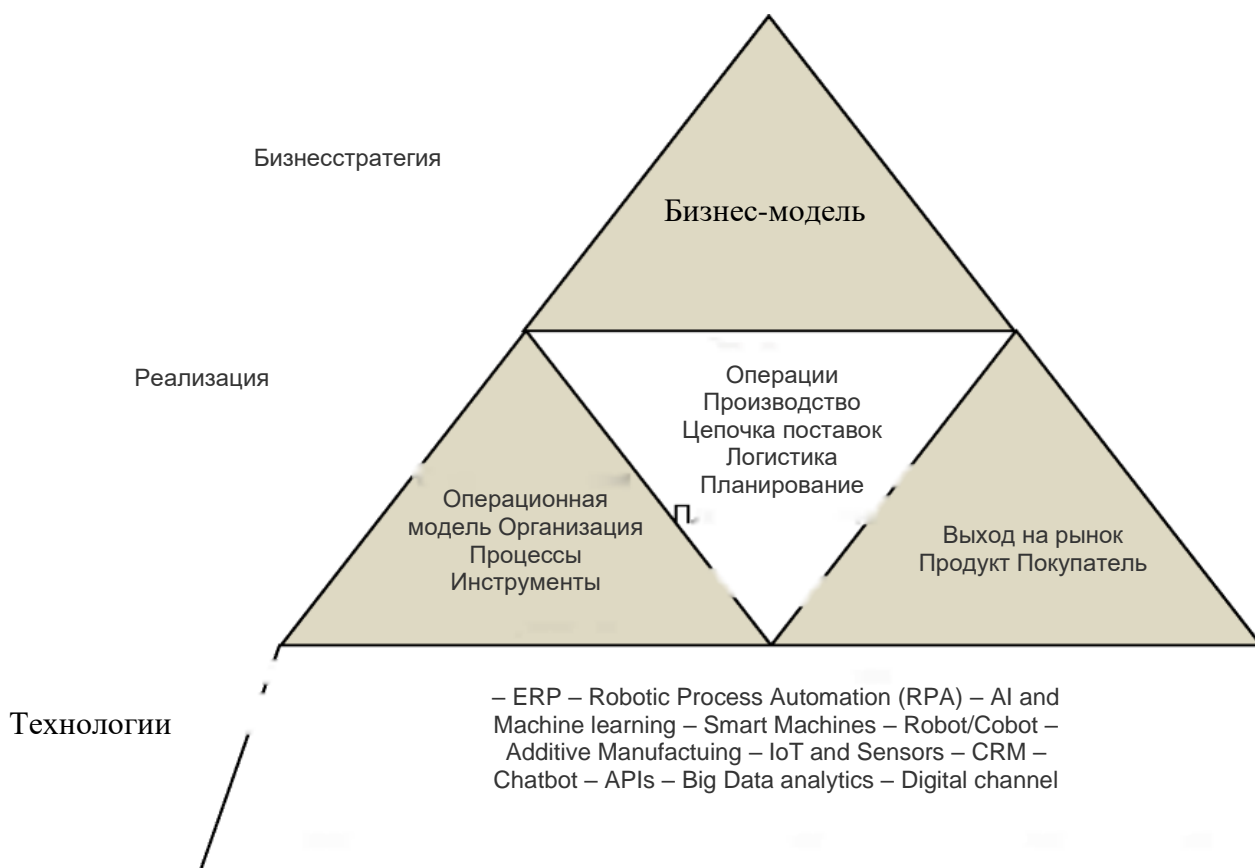 Бизнесстратегия
Бизнес-модель
Реализация
Операции
Производство
Цепочка поставок
Логистика
Планирование
Операционная
модель Организация
Процессы
Инструменты
П
Выход на рынок
Продукт Покупатель
Технологии
– ERP – Robotic Process Automation (RPA) – AI and
Machine learning – Smart Machines – Robot/Cobot –
Additive Manufactuing – IoT and Sensors – CRM –
Chatbot – APIs – Big Data analytics – Digital channel